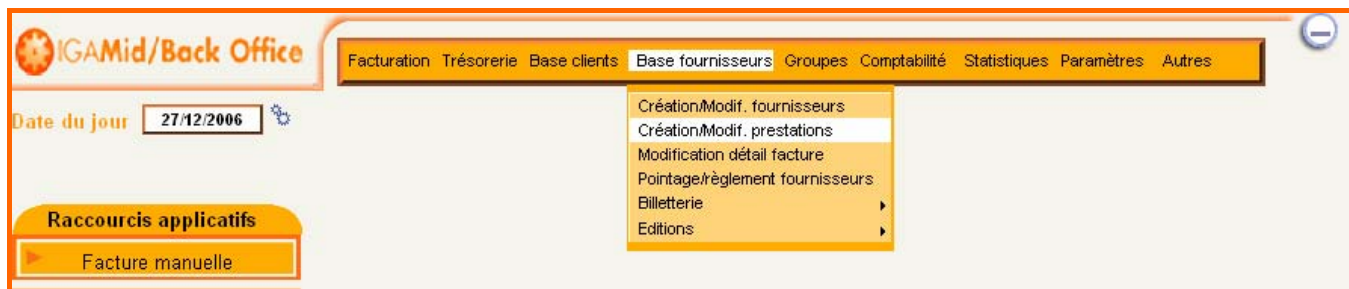 IGAMid/Back Office
Facturation Trésorerie Base clients Base fournisseurs Groupes Comptabilité Statistiques Paramètres Autres
Date du jour 27/12/2006
Création/Modif. fournisseurs
Création/Modif. prestations
Modification détail facture
Pointage/règlement fournisseurs
Billetterie
Editions
Raccourcis applicatifs
Facture manuelle